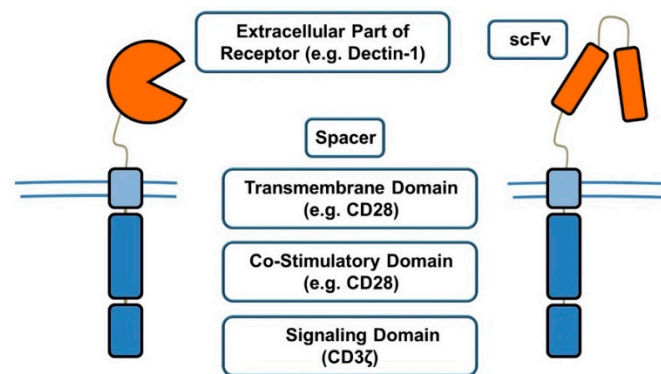 Extracellular Part of
Receptor (e.g. Dectin-1)
scFv
Spacer
Transmembrane Domain
(e.g. CD28)
Co-Stimulatory Domain
(e.g. CD28)
Signaling Domain
(CD3ζ)